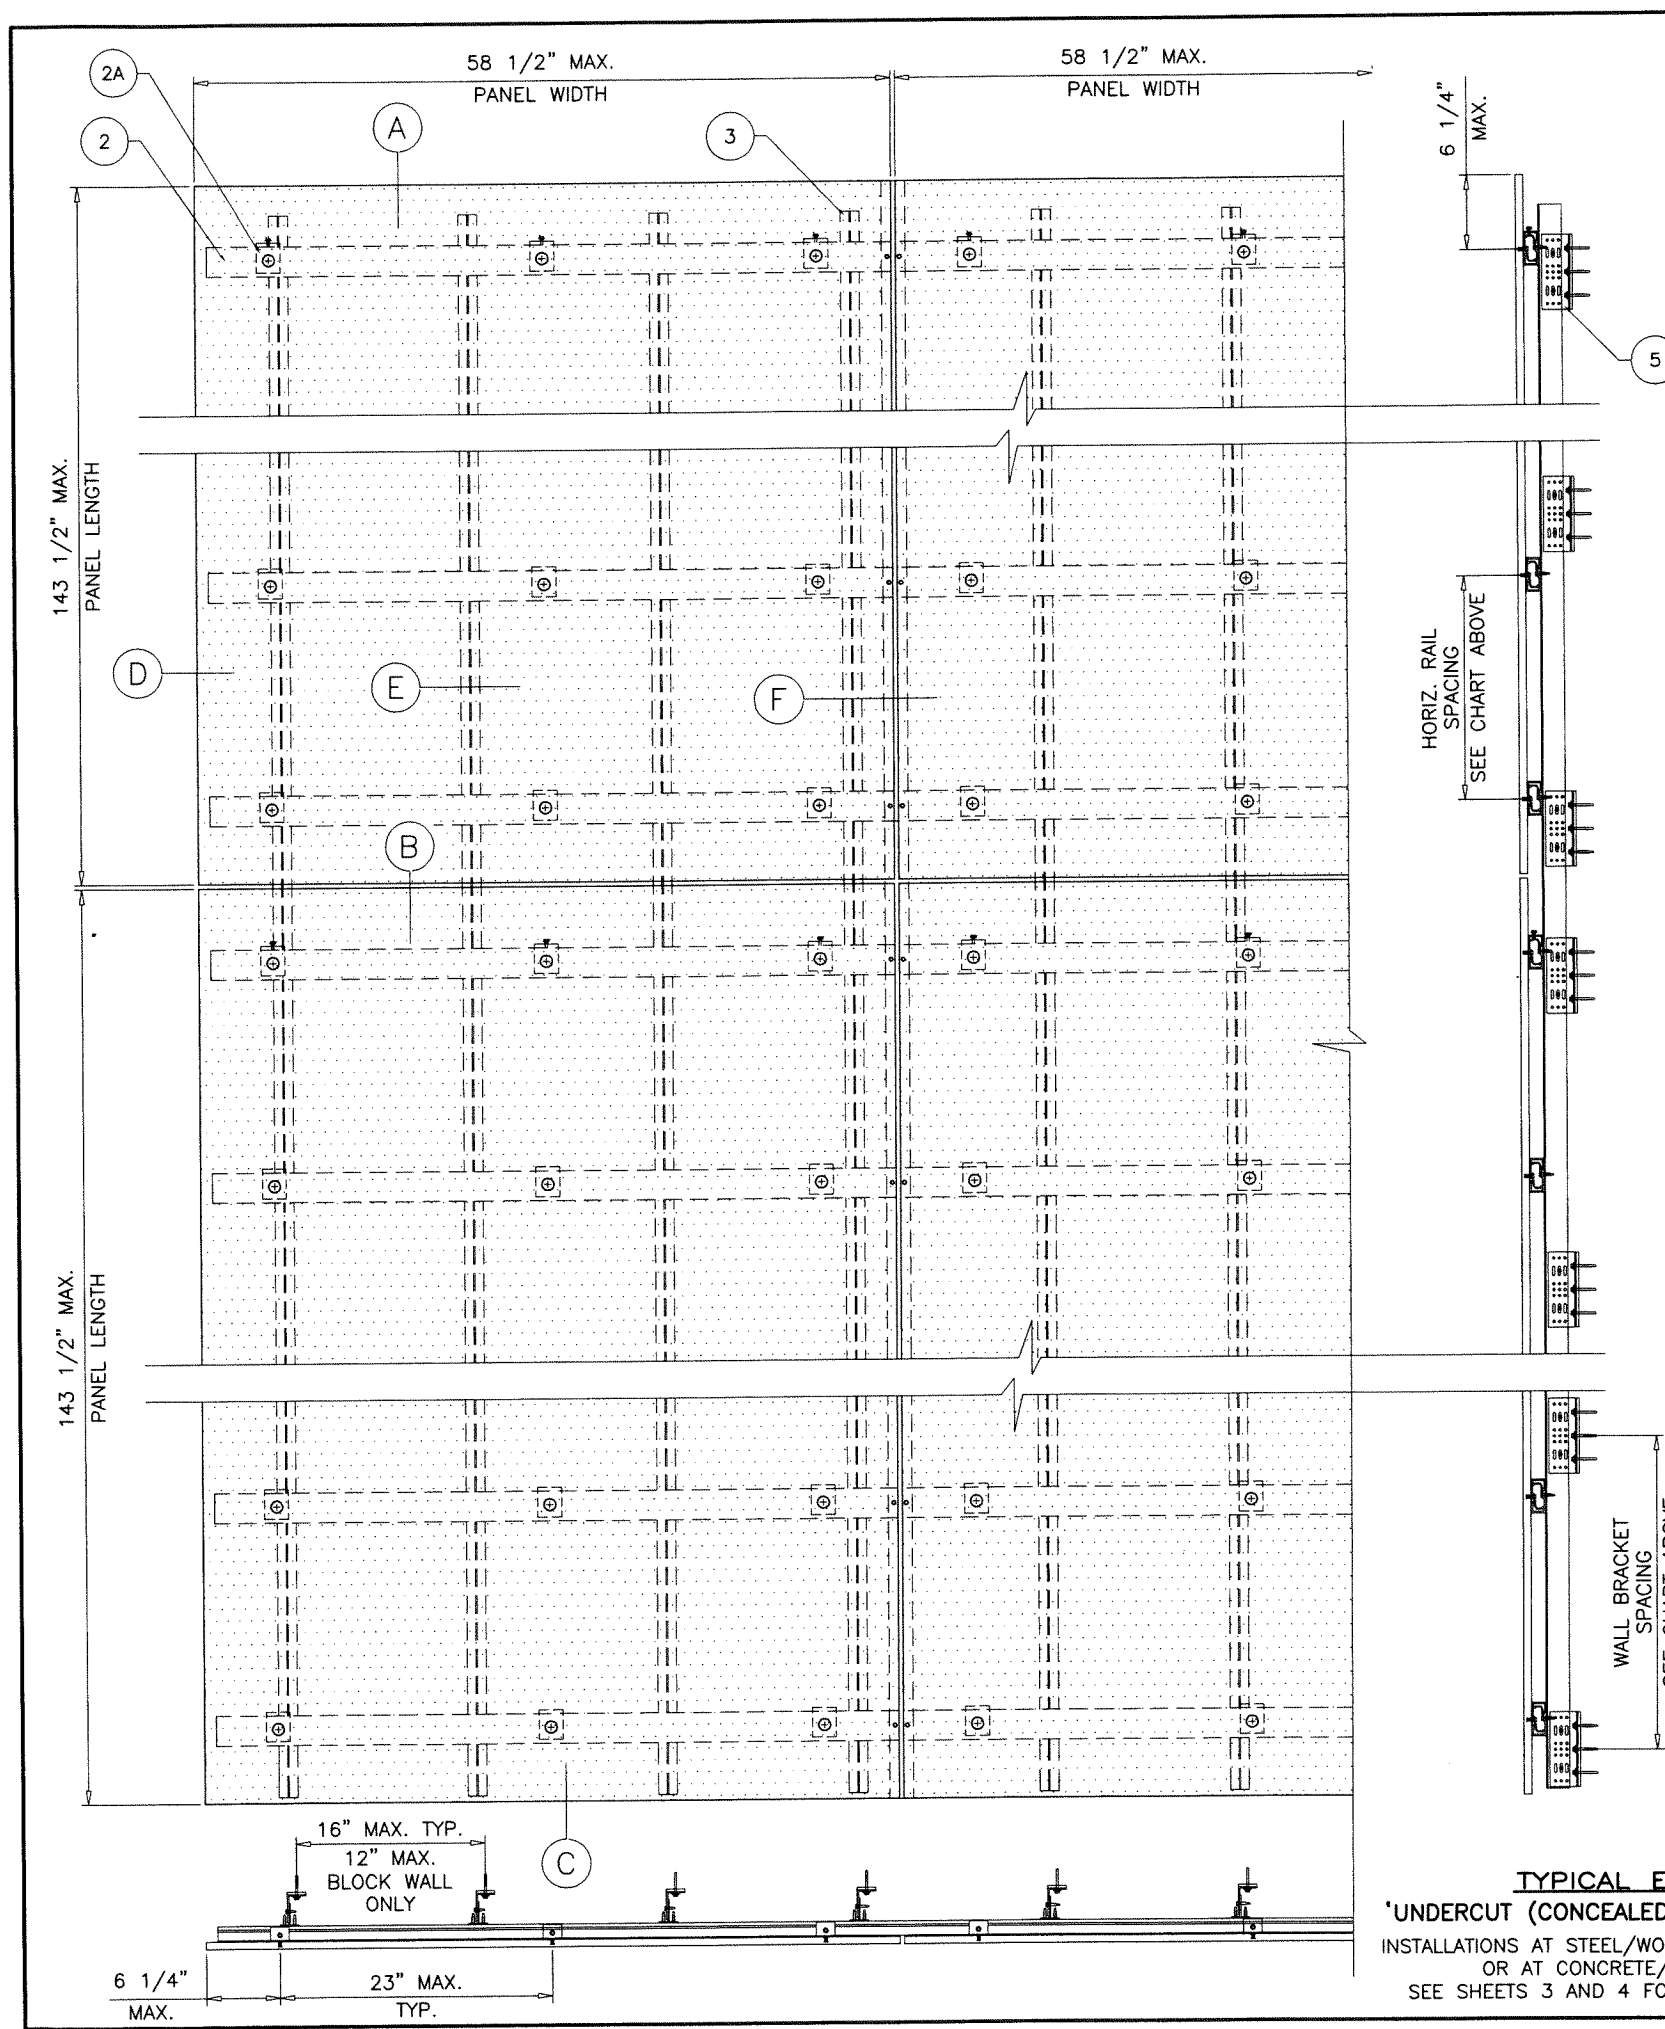 58 1/2" MAX.
PANEL WIDTH
58 1/2" MAX.
PANEL WIDTH
2A
2
A
3
6 1/4"
MAX.
5
143 1/2" MAX.
PANEL LENGTH
D
E
F
HORIZ. RAIL
SPACING
SEE CHART ABOVE
B
143 1/2" MAX.
PANEL LENGTH
WALL BRACKET
SPACING
16" MAX. TYP.
12" MAX.
BLOCK WALL
ONLY
C
6 1/4"
MAX.
23" MAX.
TYP.
TYPICAL E
'UNDERCUT (CONCEALED
INSTALLATIONS AT STEEL/WO
OR AT CONCRETE/
SEE SHEETS 3 AND 4 FO